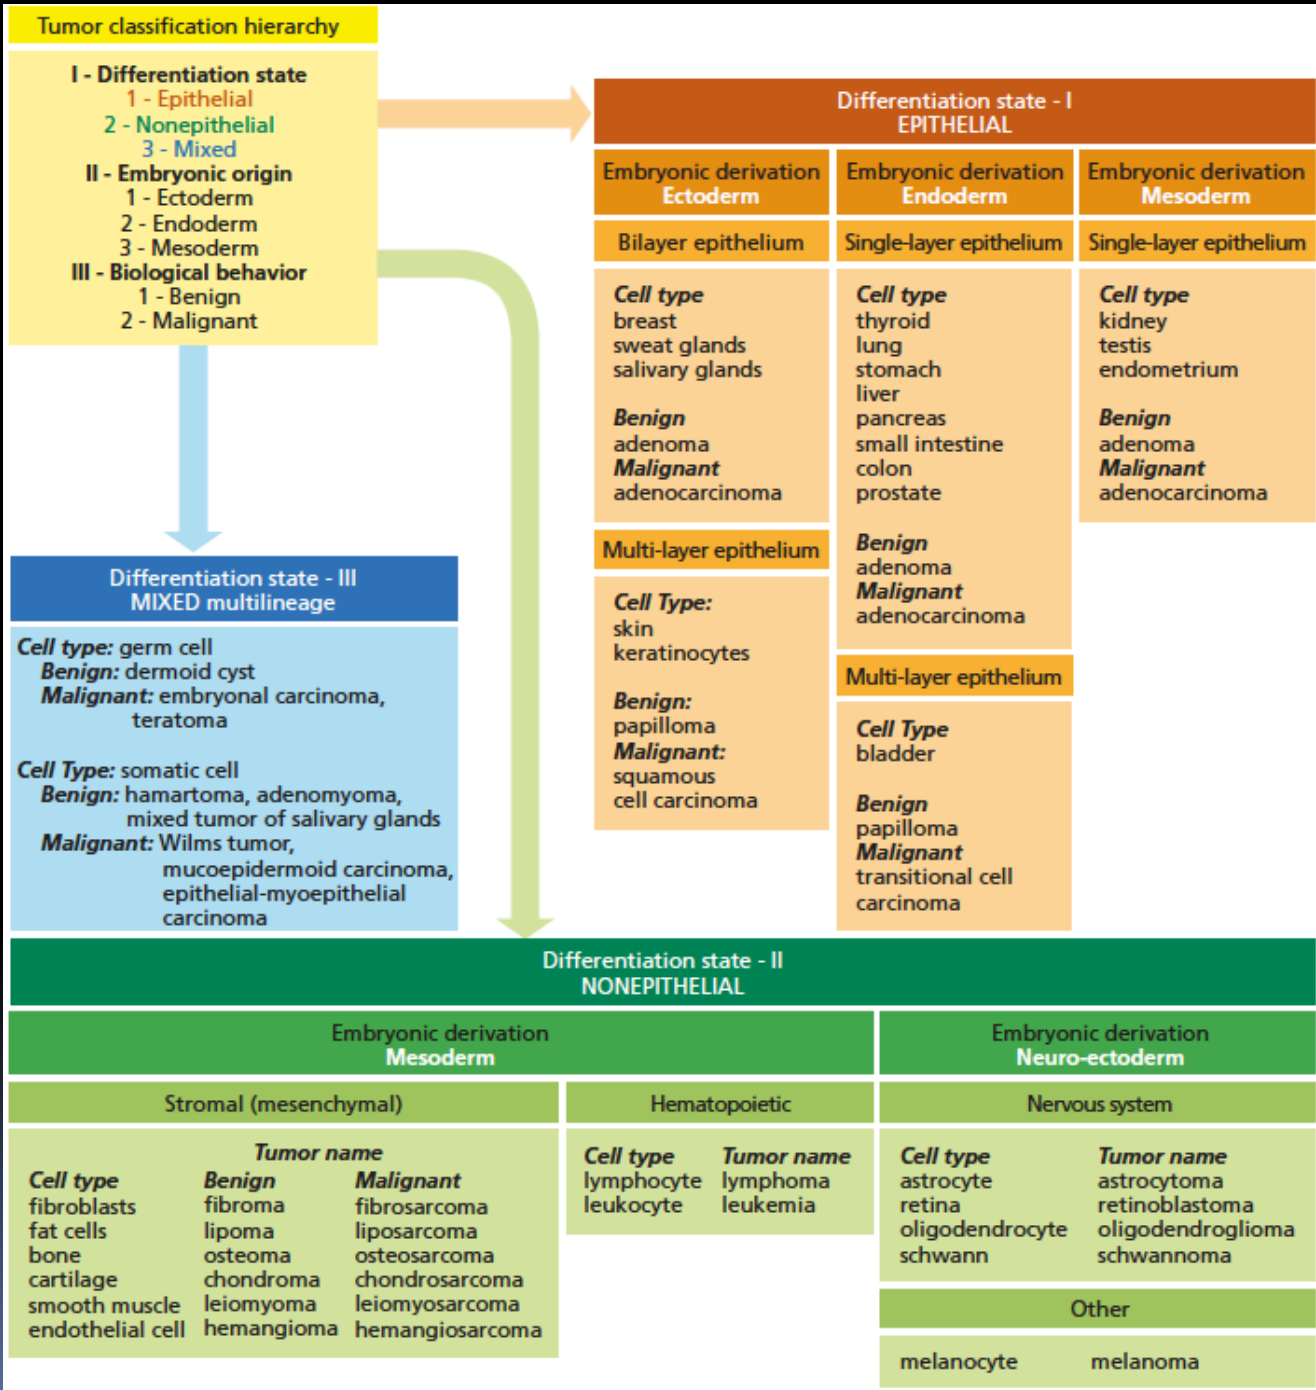 Tumor classification hierarchy
I - Differentiation state
1 - Epithelial
2 - Nonepithelial
3 - Mixed
II - Embryonic origin
1 - Ectoderm
2 - Endoderm
3 - Mesoderm
III - Biological behavior
1 - Benign
2 - Malignant
Differentiation state - I
EPITHELIAL
Embryonic derivation
Ectoderm
Bilayer epithelium
Cell type
breast
sweat glands
salivary glands
Benign
adenoma
Malignant
adenocarcinoma
Multi-layer epithelium
Cell Type:
skin
keratinocytes
Benign:
papilloma
Malignant:
squamous
cell carcinoma
Embryonic derivation
Endoderm
Single-layer epithelium
Cell type
thyroid
lung
stomach
liver
pancreas
small intestine
colon
prostate
Benign
adenoma
Malignant
adenocarcinoma
Multi-layer epithelium
Cell Type
bladder
Benign
papilloma
Malignant
transitional cell
carcinoma
Embryonic derivation
Mesoderm
Single-layer epithelium
Cell type
kidney
testis
endometrium
Benign
adenoma
Malignant
adenocarcinoma
Differentiation state - III
MIXED multilineage
Cell type: germ cell
Benign: dermoid cyst
Malignant: embryonal carcinoma,
teratoma
Cell Type: somatic cell
Benign: hamartoma, adenomyoma,
mixed tumor of salivary glands
Malignant: Wilms tumor,
mucoepidermoid carcinoma,
epithelial-myoepithelial
carcinoma
Differentiation state - II
NONEPITHELIAL
Embryonic derivation
Mesoderm
Stromal (mesenchymal)
Tumor name
Cell type Benign Malignant
fibroblasts fibroma fibrosarcoma
fat cells lipoma liposarcoma
bone osteoma osteosarcoma
cartilage chondroma chondrosarcoma
smooth muscle leiomyoma leiomyosarcoma
endothelial cell hemangioma hemangiosarcoma
Hematopoietic
Cell type Tumor name
lymphocyte lymphoma
leukocyte leukemia
Embryonic derivation
Neuro-ectoderm
Nervous system
Cell type Tumor name
astrocyte astrocytoma
retina retinoblastoma
oligodendrocyte oligodendroglioma
schwann schwannoma
Other
melanocyte melanoma